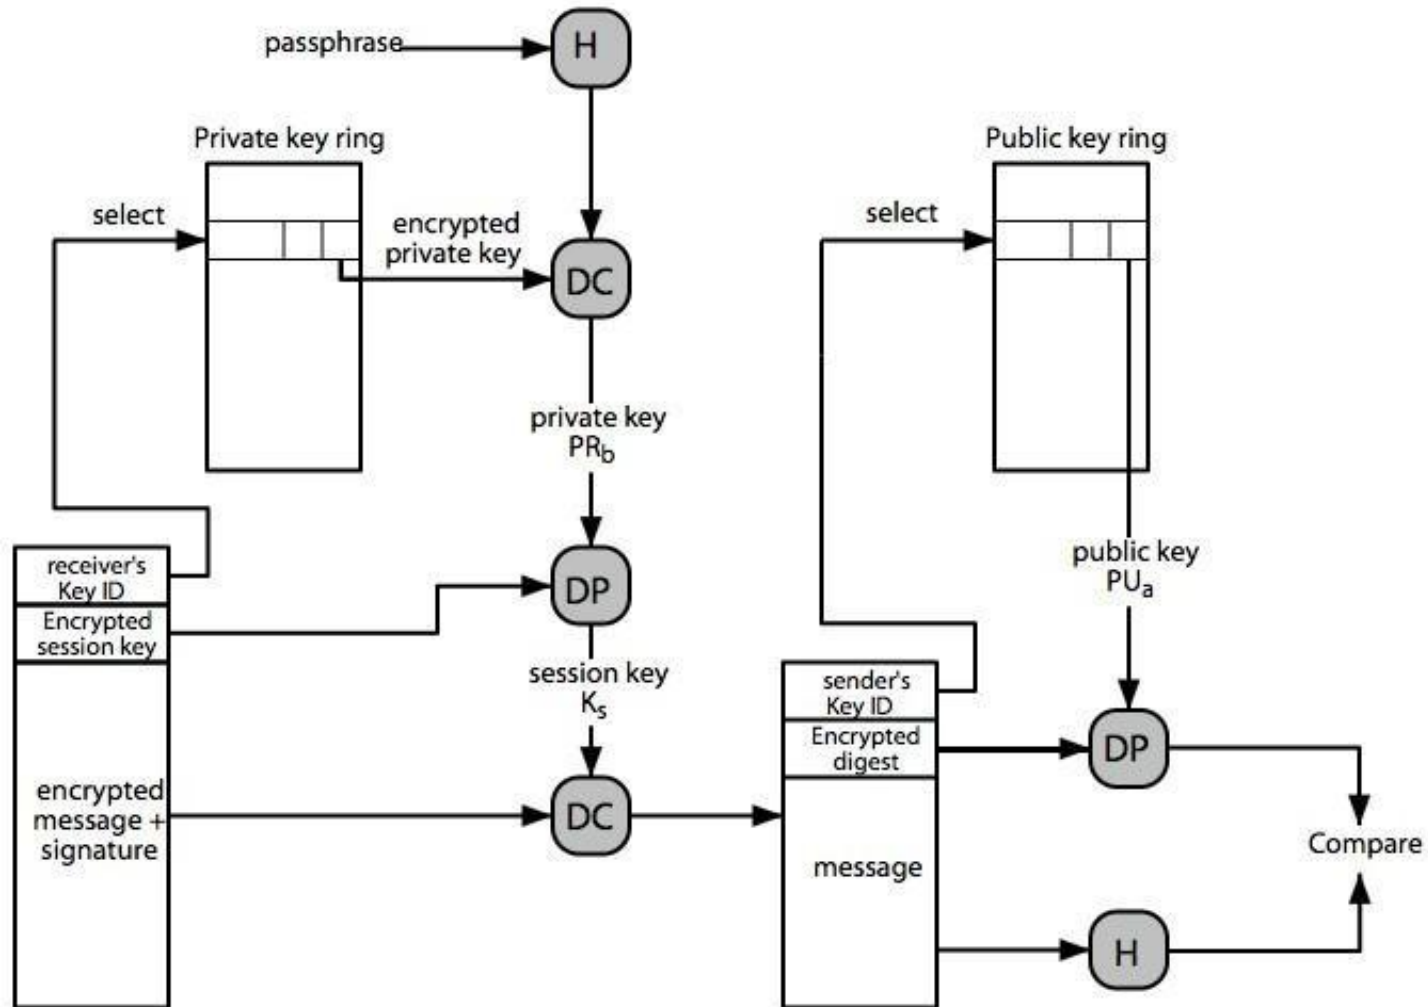 passphrase
H
Private key ring
Public key ring
select
encrypted
private key
select
DC
private key
PRb
receiver's
Key ID
Encrypted
session key
DP
public key
PUa
session key
Ks
sender's
Key ID
Encrypted
digest
DP
encrypted
message +
signature
DC
message
Compare
H